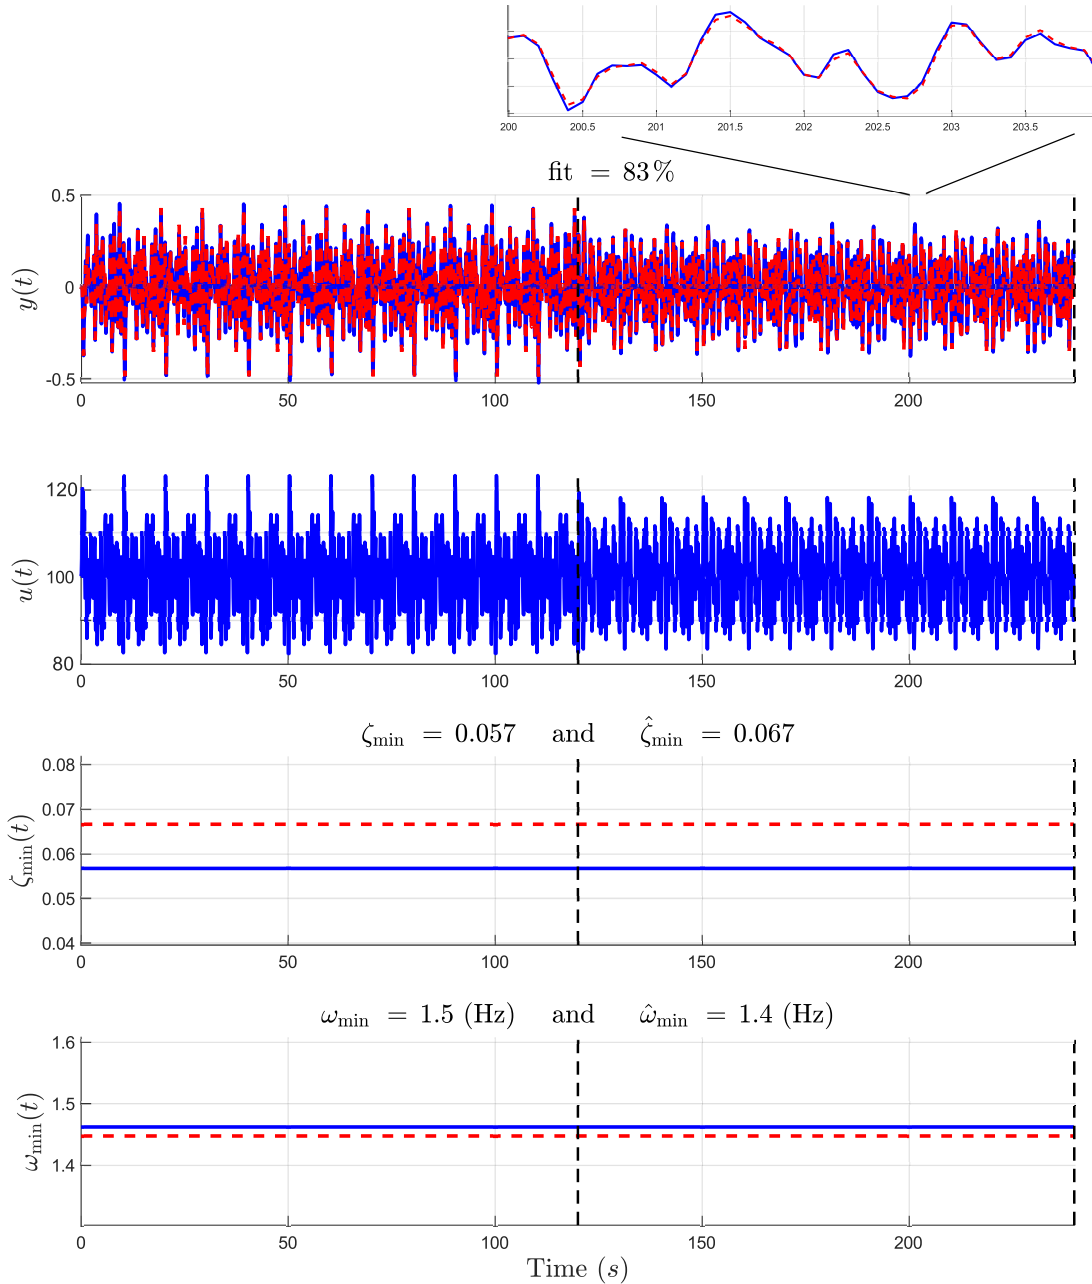 200 200.5 201 201.5 202 202.5 203 203.5
fit = 83%
0.5
0
-0.5
y(t)
0 50 100 150 200
120
100
80
u(t)
0 50 100 150 200
ζmin = 0.057 and ζ̂min = 0.067
0.08
0.07
0.06
0.05
0.04
ζmin(t)
0 50 100 150 200
ωmin = 1.5 (Hz) and ω̂min = 1.4 (Hz)
1.6
1.5
1.4
ωmin(t)
0 50 100 150 200
Time (s)